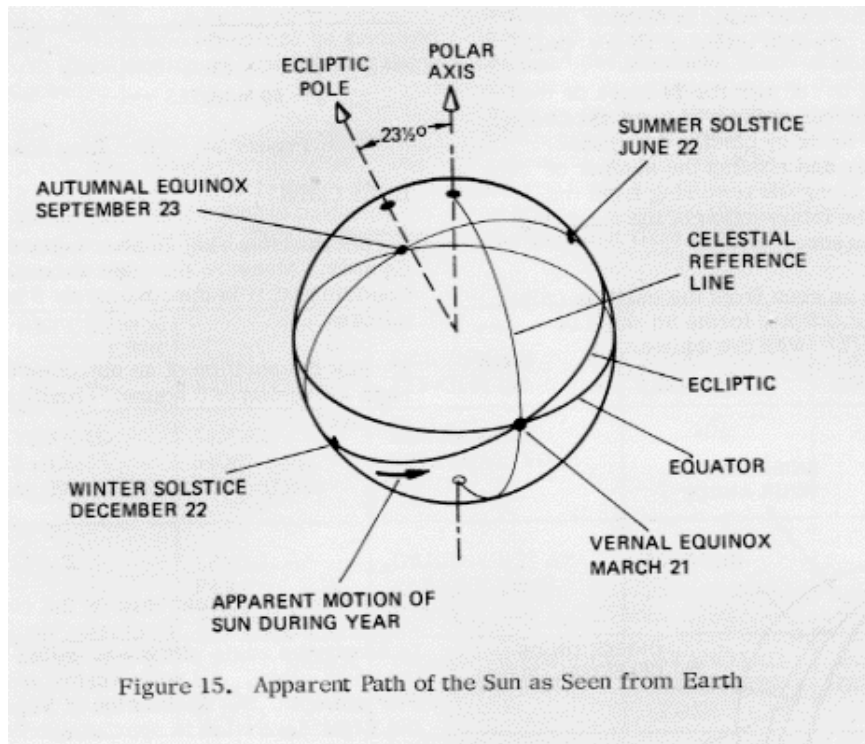 ECLIPTIC
POLE
POLAR
AXIS
23½°
SUMMER SOLSTICE
JUNE 22
AUTUMNAL EQUINOX
SEPTEMBER 23
CELESTIAL
REFERENCE
LINE
ECLIPTIC
EQUATOR
WINTER SOLSTICE
DECEMBER 22
VERNAL EQUINOX
MARCH 21
APPARENT MOTION OF
SUN DURING YEAR
Figure 15. Apparent Path of the Sun as Seen from Earth